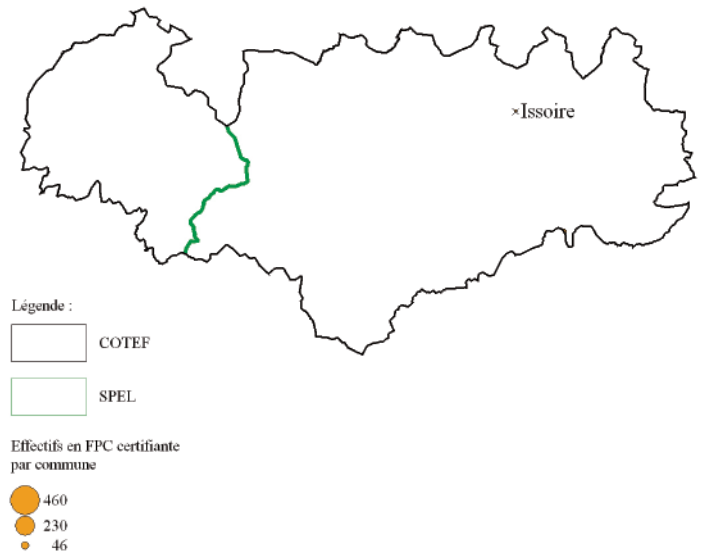 ×Issoire
Légende :
COTEF
SPEL
Effectifs en FPC certifiante
par commune
460
230
46